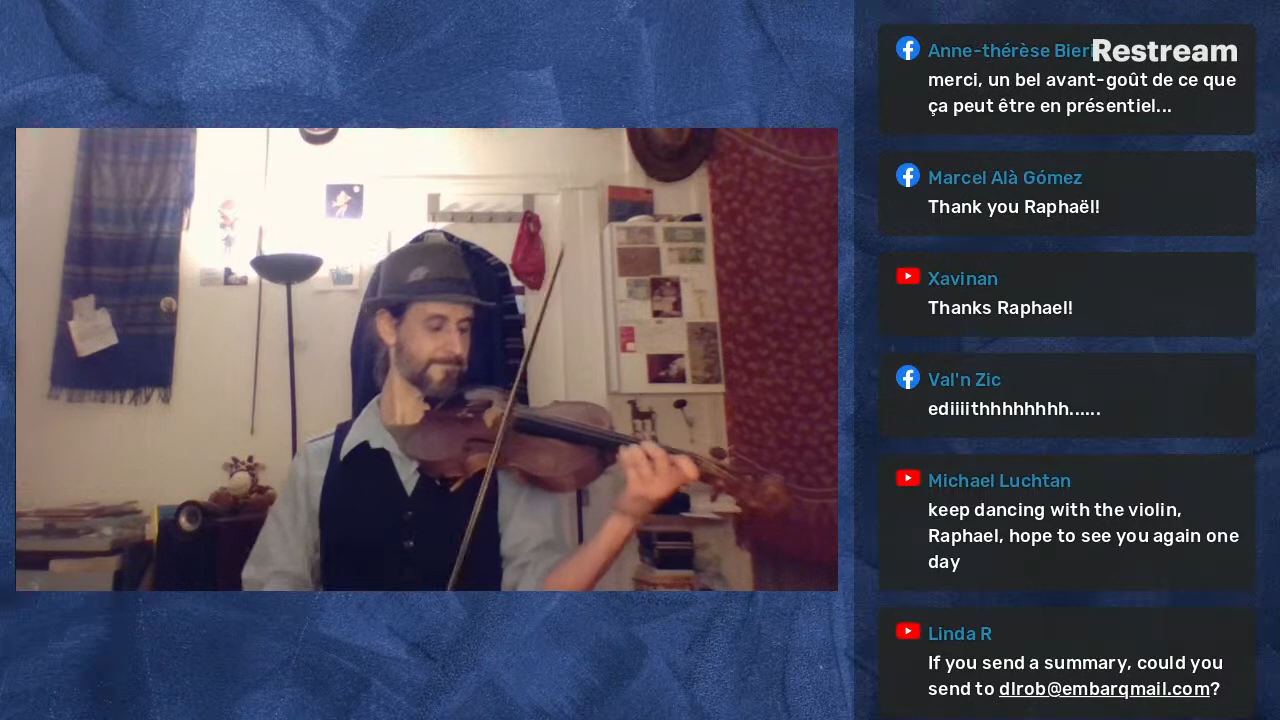 Anne-thérèse Bieri
Restream
merci, un bel avant-goût de ce que
ça peut être en présentiel...
Marcel Alà Gómez
Thank you Raphaël!
Xavinan
Thanks Raphael!
Val'n Zic
ediiiithhhhhhhh......
Michael Luchtan
keep dancing with the violin,
Raphael, hope to see you again one
day
Linda R
If you send a summary, could you
send to dlrob@embarqmail.com?